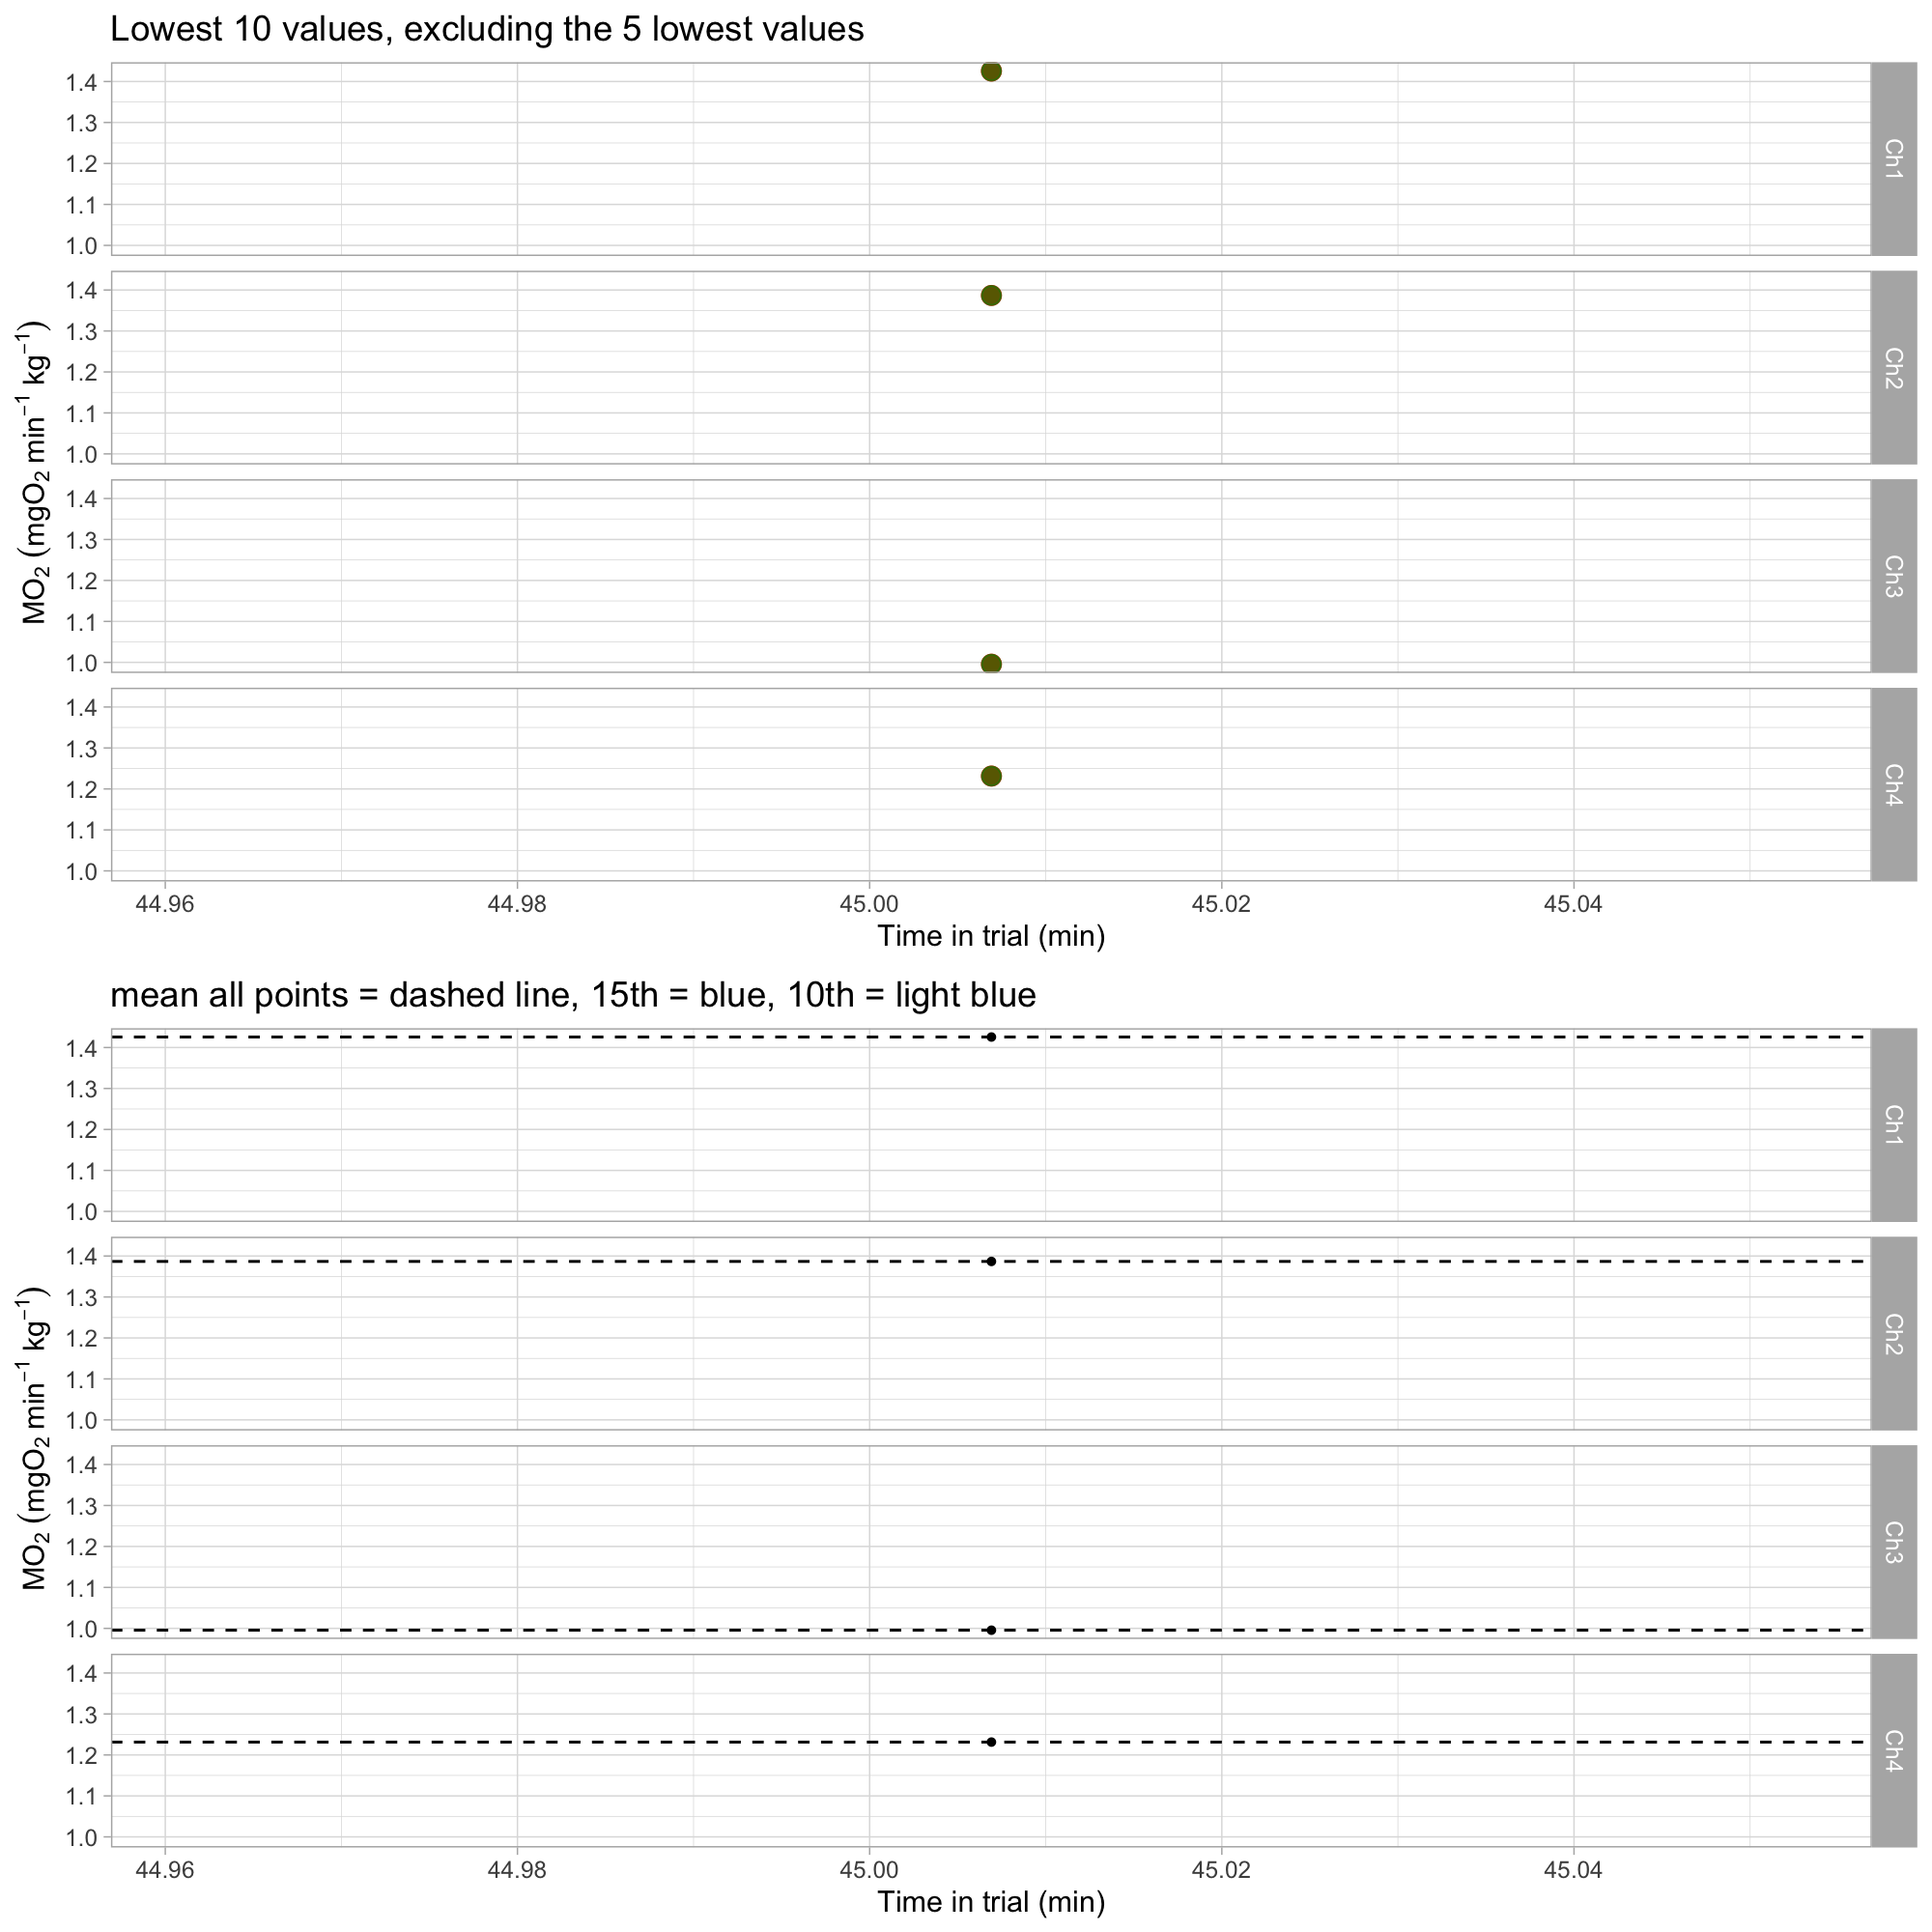 Lowest 10 values, excluding the 5 lowest values
MO₂ (mgO₂ min⁻¹ kg⁻¹)
1.4
1.3
1.2
1.1
1.0
Ch1
1.4
1.3
1.2
1.1
1.0
Ch2
1.4
1.3
1.2
1.1
1.0
Ch3
1.4
1.3
1.2
1.1
1.0
Ch4
44.96 44.98 45.00 45.02 45.04
Time in trial (min)
mean all points = dashed line, 15th = blue, 10th = light blue
MO₂ (mgO₂ min⁻¹ kg⁻¹)
1.4
1.3
1.2
1.1
1.0
Ch1
1.4
1.3
1.2
1.1
1.0
Ch2
1.4
1.3
1.2
1.1
1.0
Ch3
1.4
1.3
1.2
1.1
1.0
Ch4
44.96 44.98 45.00 45.02 45.04
Time in trial (min)